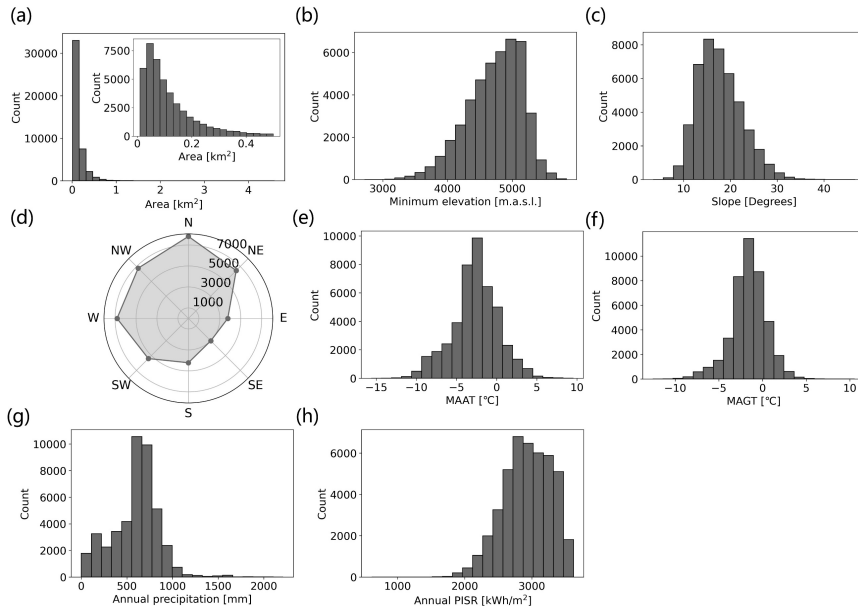 (a)
30000
20000
10000
0
Count
0 1 2 3 4
Area [km²]
7500
5000
2500
0
Count
0 0.2 0.4
Area [km²]
(b)
6000
4000
2000
0
Count
3000 4000 5000
Minimum elevation [m.a.s.l.]
(c)
8000
6000
4000
2000
0
Count
10 20 30 40
Slope [Degrees]
(d)
N
NW NE
7000
5000
3000
1000
W E
SW SE
S
(e)
10000
8000
6000
4000
2000
0
Count
−15 −10 −5 0 5 10
MAAT [℃]
(f)
10000
8000
6000
4000
2000
0
Count
−10 −5 0 5 10
MAGT [℃]
(g)
10000
8000
6000
4000
2000
0
Count
0 500 1000 1500 2000
Annual precipitation [mm]
(h)
6000
4000
2000
0
Count
1000 2000 3000
Annual PISR [kWh/m²]